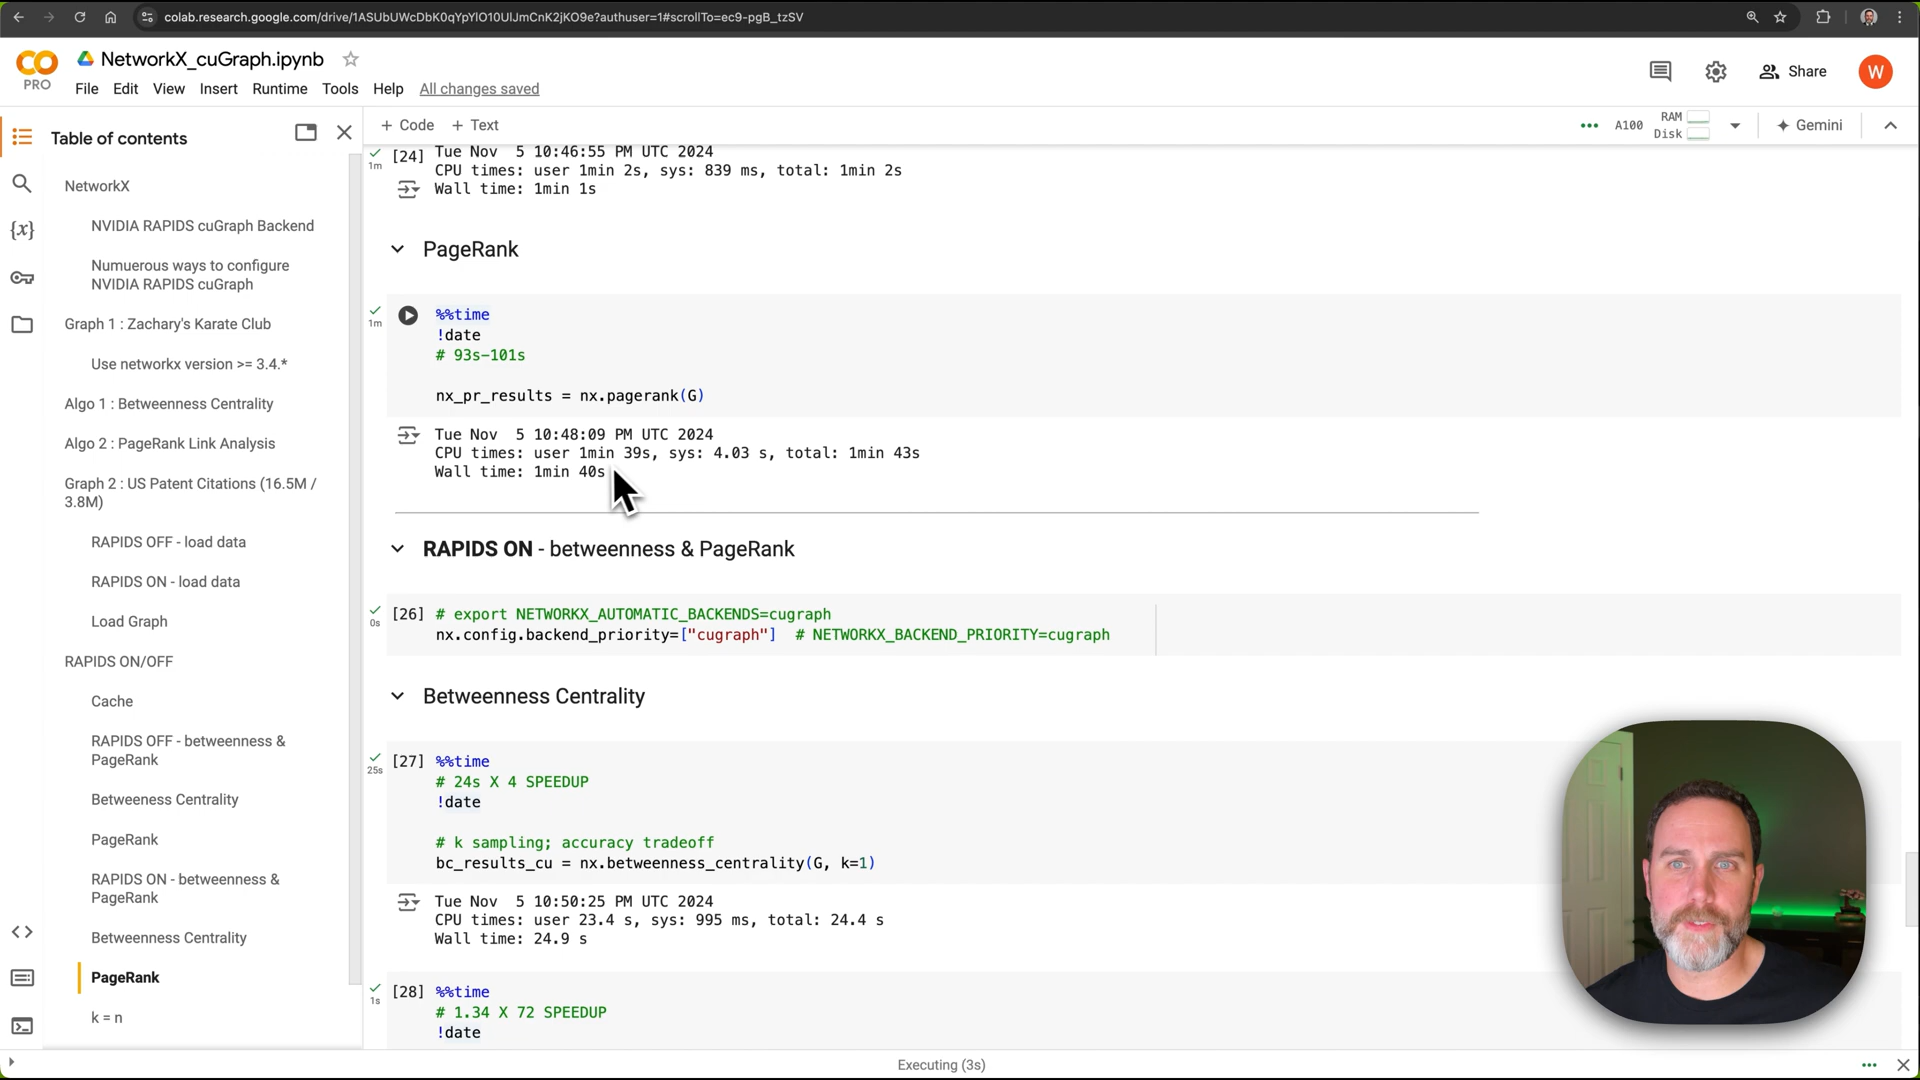 colab.research.google.com/drive/1ASUbUWcDbK0qYpYlO10UlJmCnK2jKO9e?authuser=1#scrollTo=ec9-pgB_tzSV
PRO
NetworkX_cuGraph.ipynb
File Edit View Insert Runtime Tools Help All changes saved
Share
W
Table of contents
+ Code + Text
A100
RAM
Disk
Gemini
NetworkX
NVIDIA RAPIDS cuGraph Backend
Numuerous ways to configure
NVIDIA RAPIDS cuGraph
Graph 1 : Zachary's Karate Club
Use networkx version >= 3.4.*
Algo 1 : Betweenness Centrality
Algo 2 : PageRank Link Analysis
Graph 2 : US Patent Citations (16.5M /
3.8M)
RAPIDS OFF - load data
RAPIDS ON - load data
Load Graph
RAPIDS ON/OFF
Cache
RAPIDS OFF - betweenness &
PageRank
Betweeness Centrality
PageRank
RAPIDS ON - betweenness &
PageRank
Betweenness Centrality
PageRank
k = n
{x}
1m
[24] Tue Nov  5 10:46:55 PM UTC 2024
CPU times: user 1min 2s, sys: 839 ms, total: 1min 2s
Wall time: 1min 1s
PageRank
1m
%%time
!date
# 93s-101s
nx_pr_results = nx.pagerank(G)
Tue Nov  5 10:48:09 PM UTC 2024
CPU times: user 1min 39s, sys: 4.03 s, total: 1min 43s
Wall time: 1min 40s
RAPIDS ON - betweenness & PageRank
0s
[26] # export NETWORKX_AUTOMATIC_BACKENDS=cugraph
nx.config.backend_priority=["cugraph"]  # NETWORKX_BACKEND_PRIORITY=cugraph
Betweenness Centrality
25s
[27] %%time
# 24s X 4 SPEEDUP
!date
# k sampling; accuracy tradeoff
bc_results_cu = nx.betweenness_centrality(G, k=1)
Tue Nov  5 10:50:25 PM UTC 2024
CPU times: user 23.4 s, sys: 995 ms, total: 24.4 s
Wall time: 24.9 s
1s
[28] %%time
# 1.34 X 72 SPEEDUP
!date
Executing (3s)